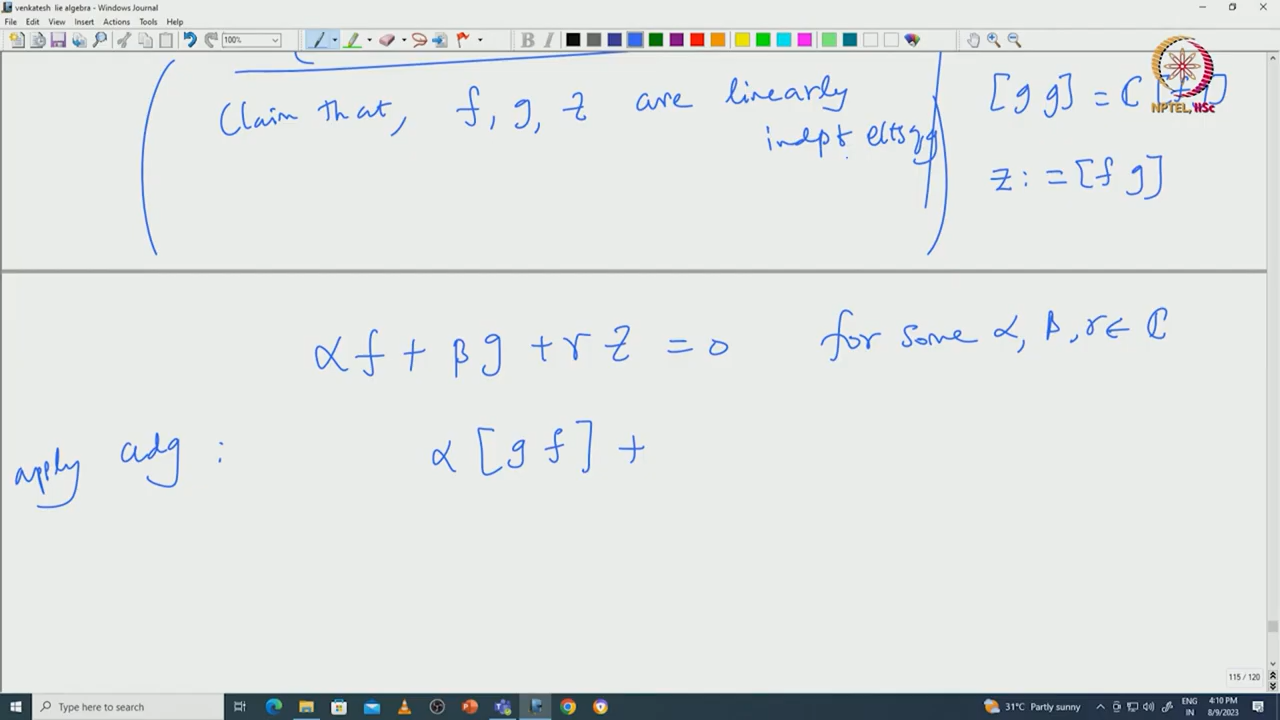 venkatesh lie algebra - Windows Journal
File Edit View Insert Actions Tools Help
100%
Claim that, f, g, z are linearly
indpt elts
[g g] = ℂ [f
z := [f g]
NPTEL, IISc
αf + βg + r z = 0 for some α, β, r ∈ ℂ
apply adg : α [g f] +
115 / 120
Type here to search
31°C Partly sunny
ENG
IN
4:10 PM
8/9/2023